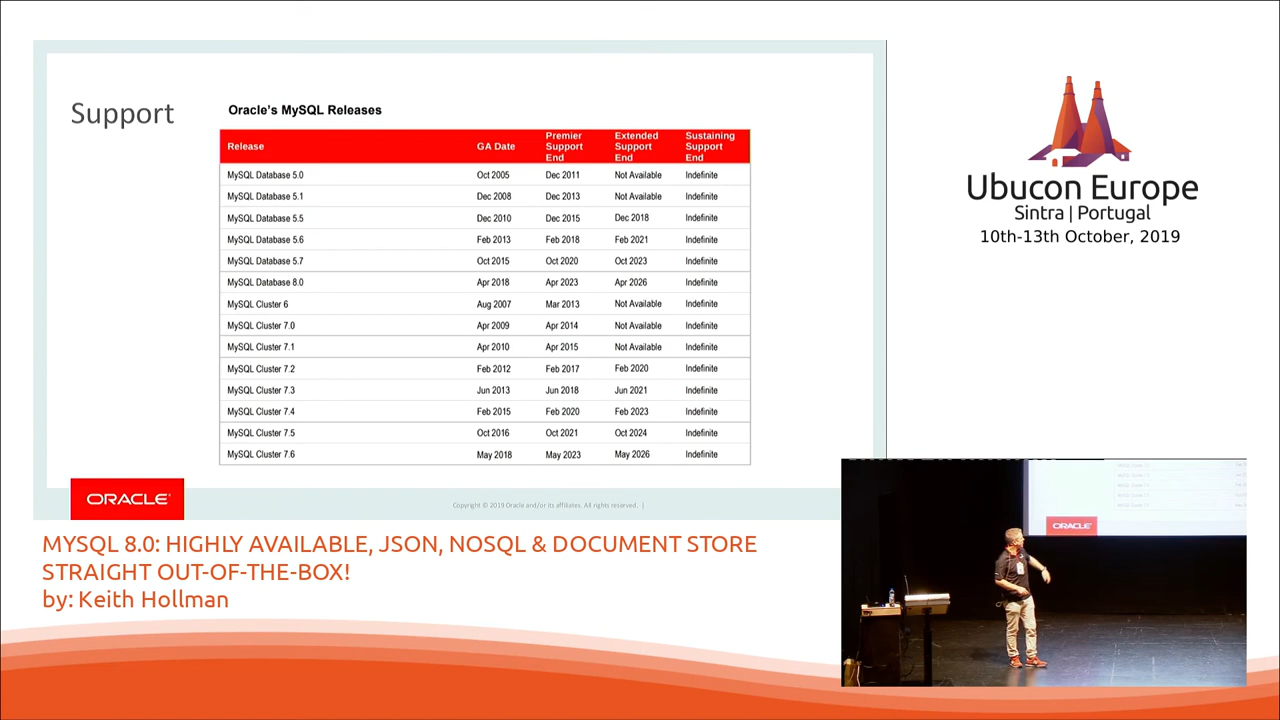 Support
Oracle's MySQL Releases
Release GA Date Premier Support End Extended Support End Sustaining Support End
MySQL Database 5.0 Oct 2005 Dec 2011 Not Available Indefinite
MySQL Database 5.1 Dec 2008 Dec 2013 Not Available Indefinite
MySQL Database 5.5 Dec 2010 Dec 2015 Dec 2018 Indefinite
MySQL Database 5.6 Feb 2013 Feb 2018 Feb 2021 Indefinite
MySQL Database 5.7 Oct 2015 Oct 2020 Oct 2023 Indefinite
MySQL Database 8.0 Apr 2018 Apr 2023 Apr 2026 Indefinite
MySQL Cluster 6 Aug 2007 Mar 2013 Not Available Indefinite
MySQL Cluster 7.0 Apr 2009 Apr 2014 Not Available Indefinite
MySQL Cluster 7.1 Apr 2010 Apr 2015 Not Available Indefinite
MySQL Cluster 7.2 Feb 2012 Feb 2017 Feb 2020 Indefinite
MySQL Cluster 7.3 Jun 2013 Jun 2018 Jun 2021 Indefinite
MySQL Cluster 7.4 Feb 2015 Feb 2020 Feb 2023 Indefinite
MySQL Cluster 7.5 Oct 2016 Oct 2021 Oct 2024 Indefinite
MySQL Cluster 7.6 May 2018 May 2023 May 2026 Indefinite
ORACLE®
Copyright © 2019 Oracle and/or its affiliates. All rights reserved. |
MYSQL 8.0: HIGHLY AVAILABLE, JSON, NOSQL & DOCUMENT STORE
STRAIGHT OUT-OF-THE-BOX!
by: Keith Hollman
Ubucon Europe
Sintra | Portugal
10th-13th October, 2019
ORACLE